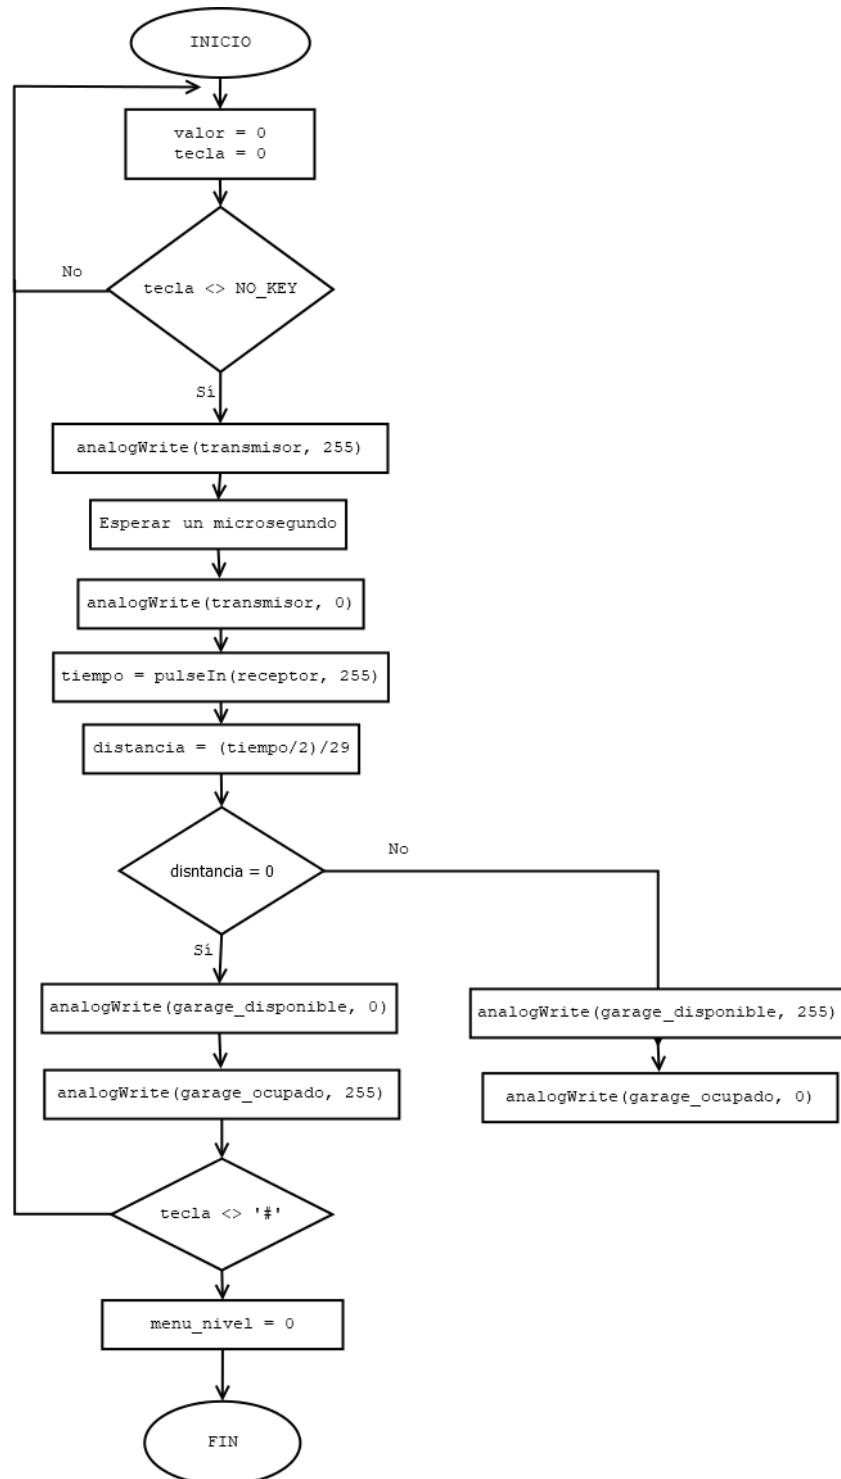 INICIO
valor = 0
tecla = 0
tecla <> NO_KEY
No
Sí
analogWrite(transmisor, 255)
Esperar un microsegundo
analogWrite(transmisor, 0)
tiempo = pulseIn(receptor, 255)
distancia = (tiempo/2)/29
disntancia = 0
No
Sí
analogWrite(garage_disponible, 0)
analogWrite(garage_ocupado, 255)
analogWrite(garage_disponible, 255)
analogWrite(garage_ocupado, 0)
tecla <> '#'
menu_nivel = 0
FIN